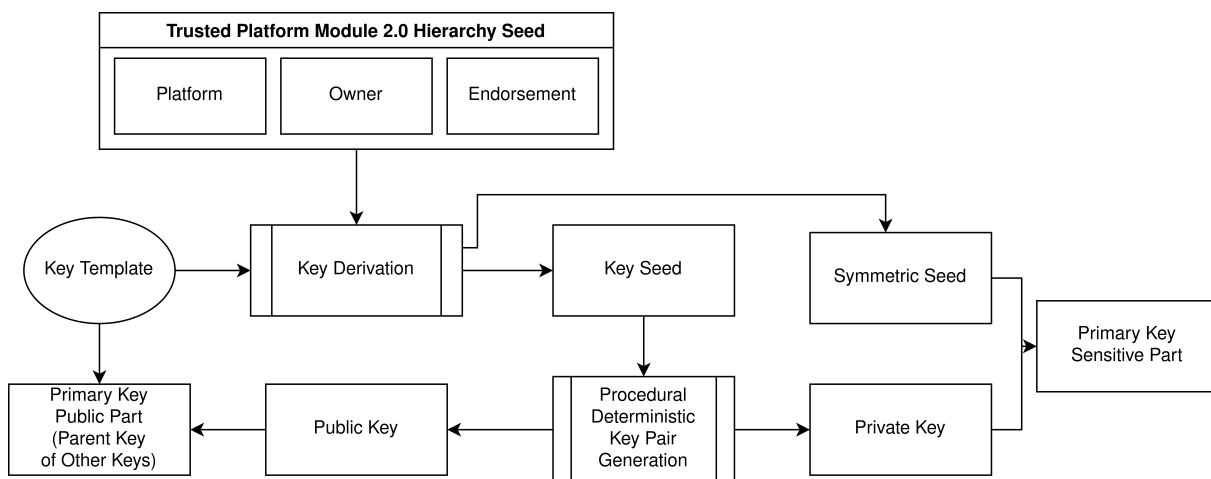 Trusted Platform Module 2.0 Hierarchy Seed
Platform
Owner
Endorsement
Key Template
Key Derivation
Key Seed
Symmetric Seed
Primary Key
Sensitive Part
Primary Key
Public Part
(Parent Key
of Other Keys)
Public Key
Procedural
Deterministic
Key Pair
Generation
Private Key